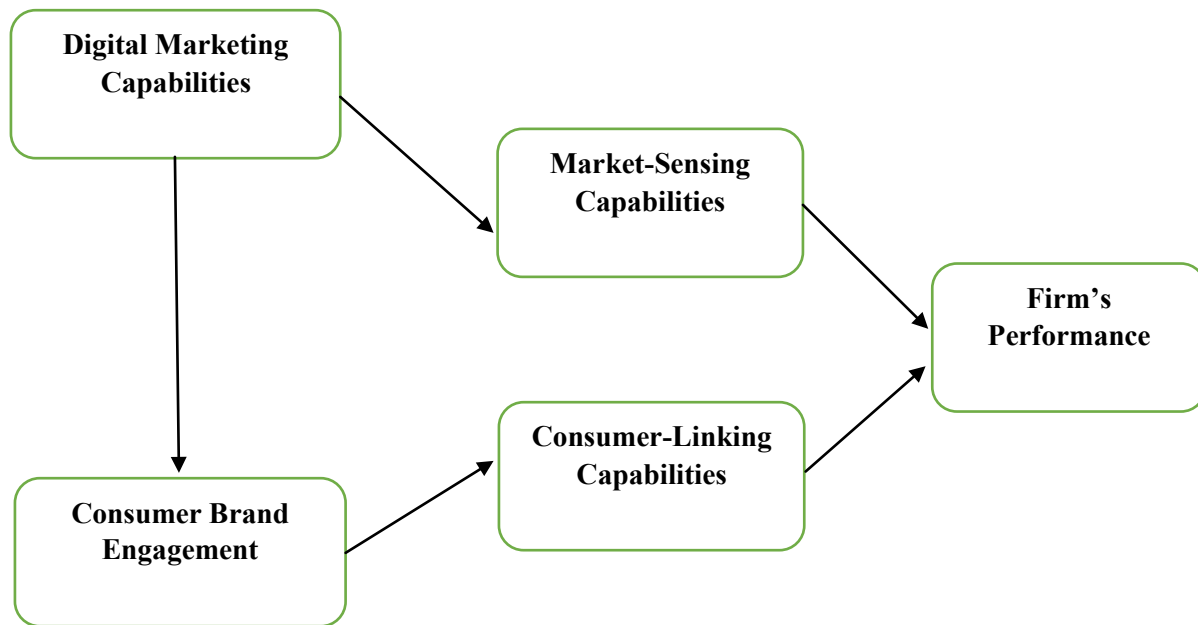 Digital Marketing
Capabilities
Market-Sensing
Capabilities
Firm’s
Performance
Consumer-Linking
Capabilities
Consumer Brand
Engagement